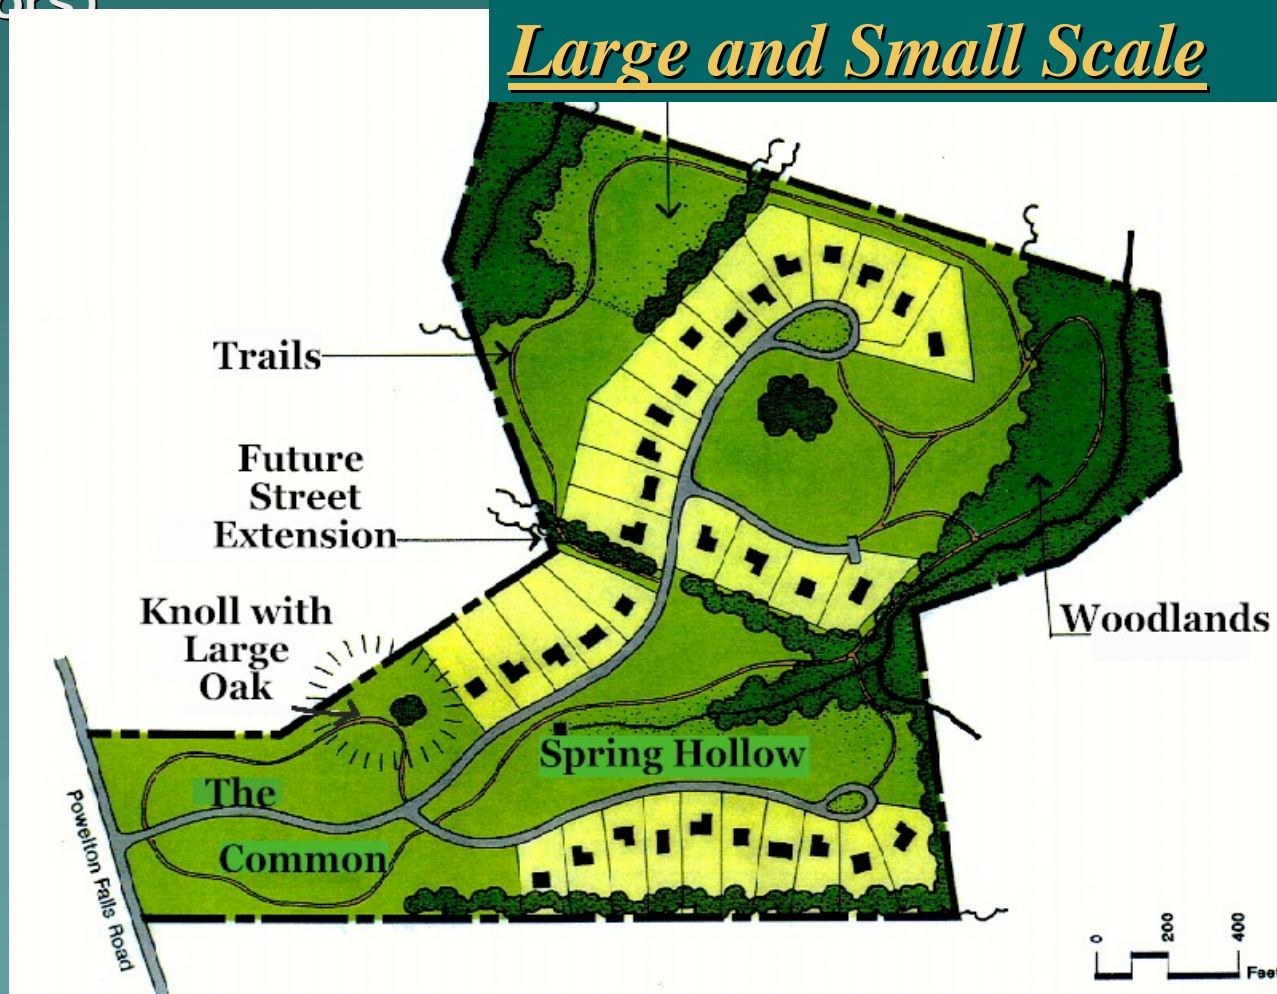 ors)
Large and Small Scale
Trails
Future
Street
Extension
Knoll with
Large
Oak
Woodlands
Spring Hollow
The
Common
Powelton Falls Road
0
200
400
Feet